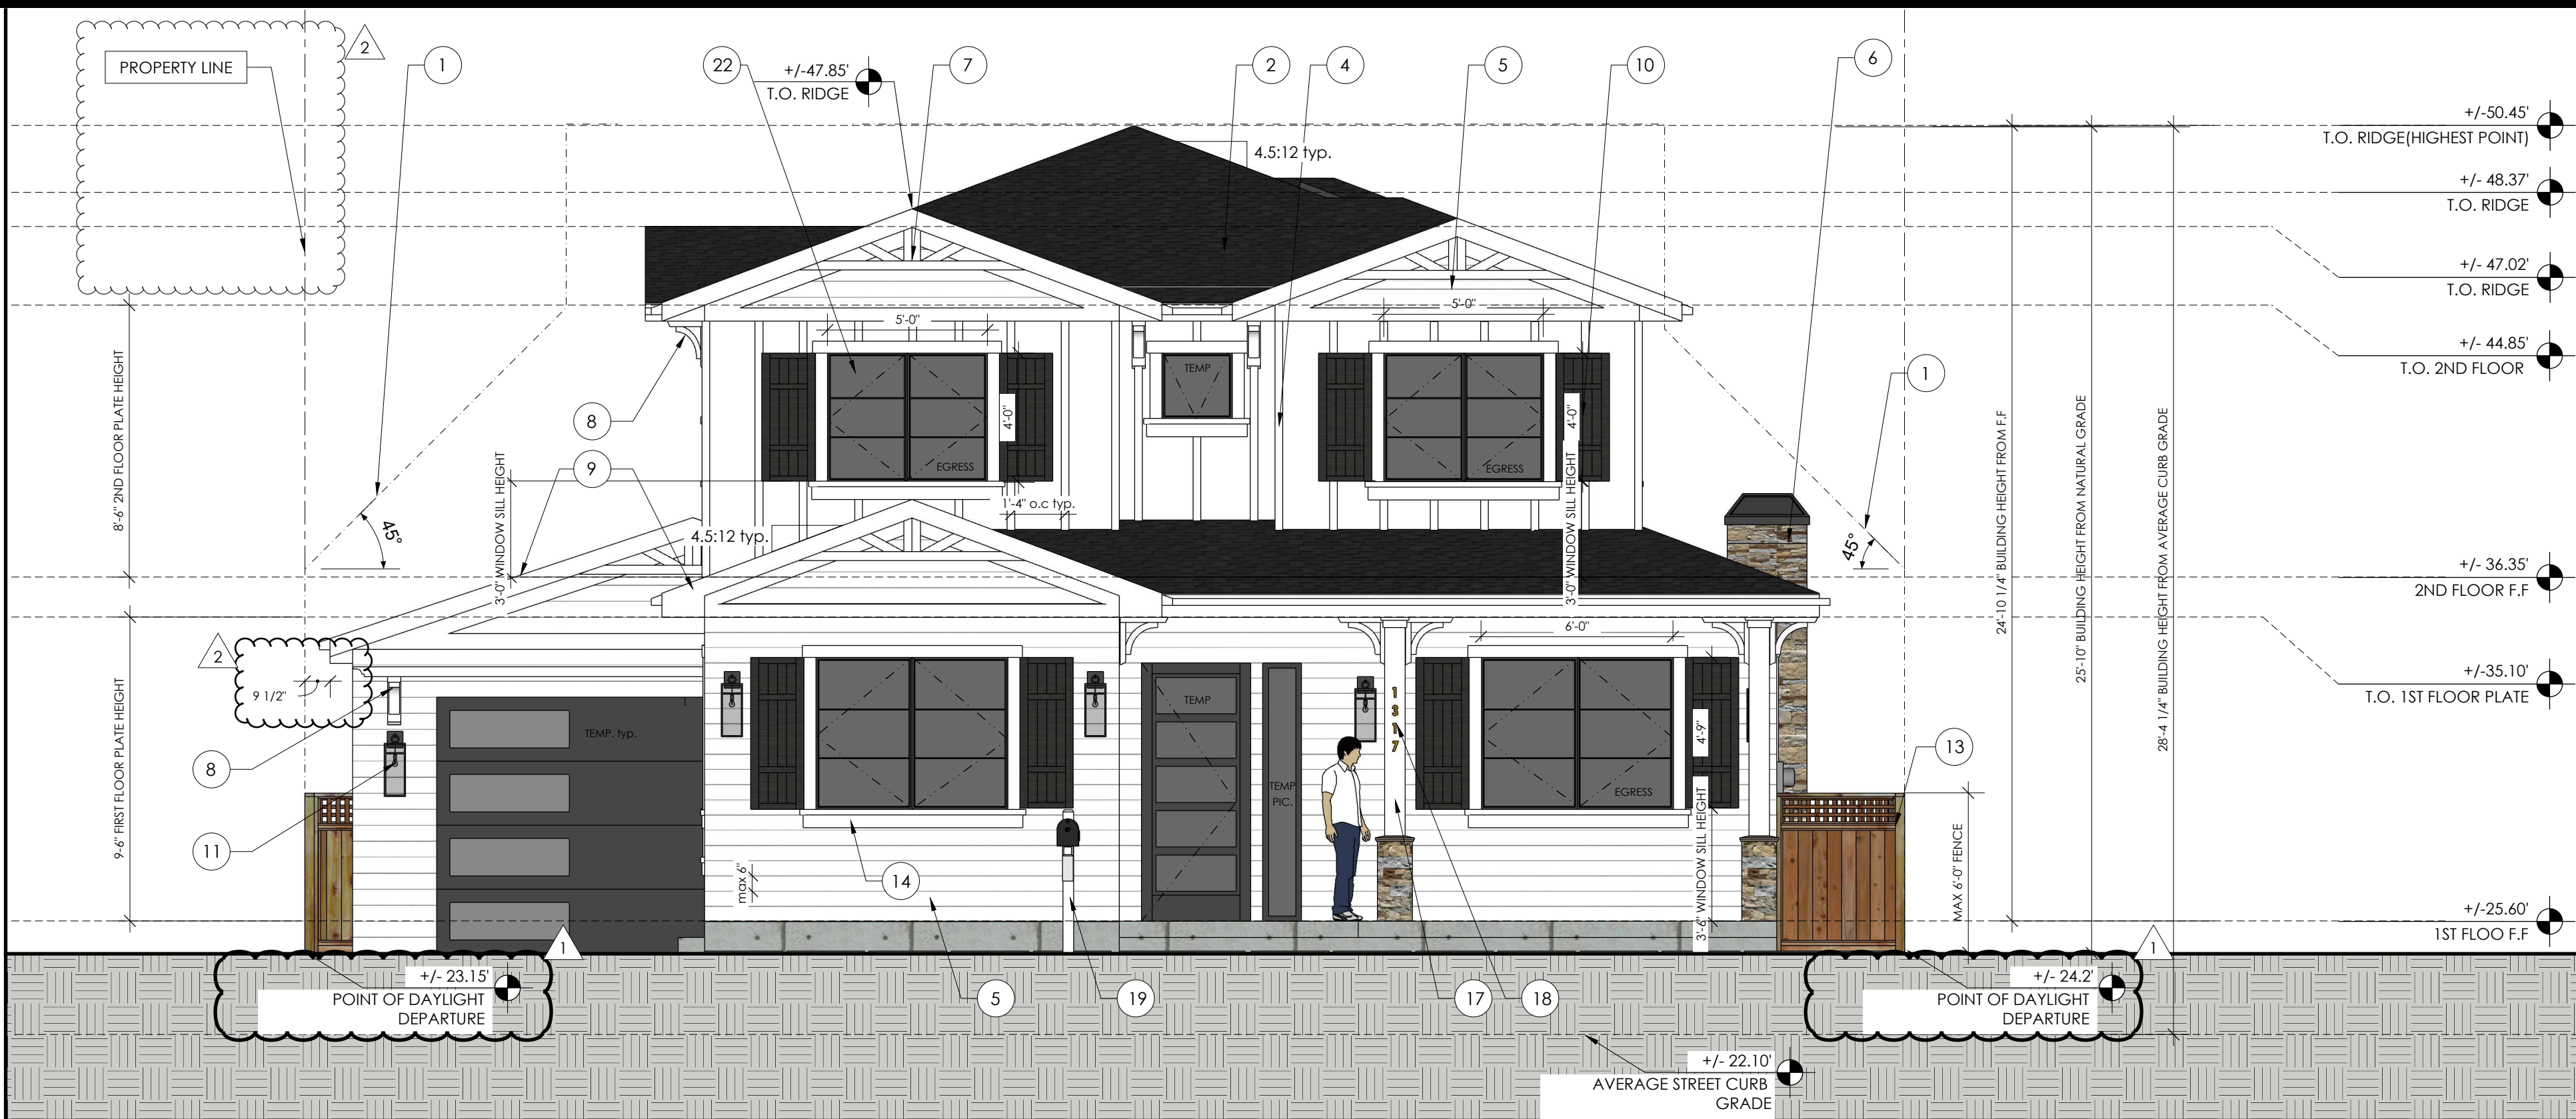 PROPERTY LINE
2
1
22
+/-47.85'
T.O. RIDGE
7
2
4
5
10
6
+/-50.45'
T.O. RIDGE(HIGHEST POINT)
4.5:12 typ.
+/- 48.37'
T.O. RIDGE
+/- 47.02'
T.O. RIDGE
5'-0"
5'-0"
+/- 44.85'
T.O. 2ND FLOOR
8'-6" 2ND FLOOR PLATE HEIGHT
TEMP
1
8
4'-0"
4'-0"
EGRESS
EGRESS
9
3'-0" WINDOW SILL HEIGHT
3'-0" WINDOW SILL HEIGHT
1'-4" o.c typ.
45°
4.5:12 typ.
45°
24'-10 1/4" BUILDING HEIGHT FROM F.F
25'-10" BUILDING HEIGHT FROM NATURAL GRADE
28'-4 1/4" BUILDING HEIGHT FROM AVERAGE CURB GRADE
+/- 36.35'
2ND FLOOR F.F
6'-0"
2
9 1/2"
+/-35.10'
T.O. 1ST FLOOR PLATE
9'-6" FIRST FLOOR PLATE HEIGHT
TEMP. typ.
TEMP
1
3
1
7
4'-9"
13
8
TEMP
PIC.
EGRESS
11
14
max 6"
3'-6" WINDOW SILL HEIGHT
MAX 6'-0" FENCE
+/-25.60'
1ST FLOO F.F
1
1
+/- 23.15'
POINT OF DAYLIGHT
DEPARTURE
5
19
17
18
+/- 24.2'
POINT OF DAYLIGHT
DEPARTURE
+/- 22.10'
AVERAGE STREET CURB
GRADE